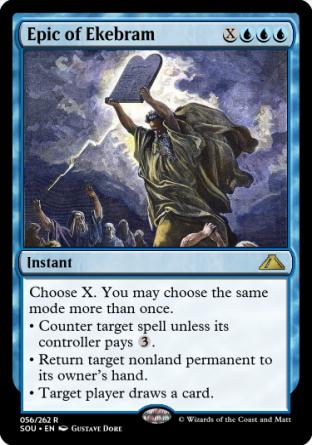 Epic of Ekebram X
Instant
Choose X. You may choose the same
mode more than once.
• Counter target spell unless its
controller pays 3.
• Return target nonland permanent to
its owner's hand.
• Target player draws a card.
056/262 R
SOU • EN GUSTAVE DORE
© Wizards of the Coast and Matt